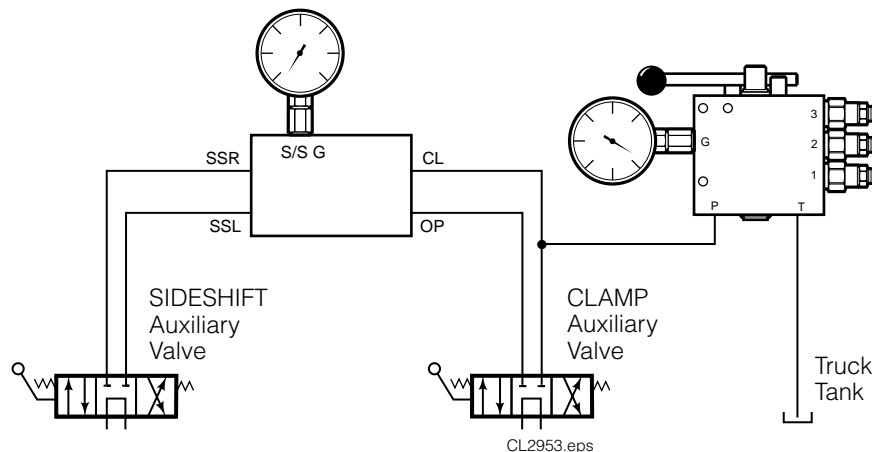 S/S G
SSR
CL
SSL
OP
3
2
1
G
P
T
SIDESHIFT
Auxiliary
Valve
CLAMP
Auxiliary
Valve
Truck
Tank
CL2953.eps